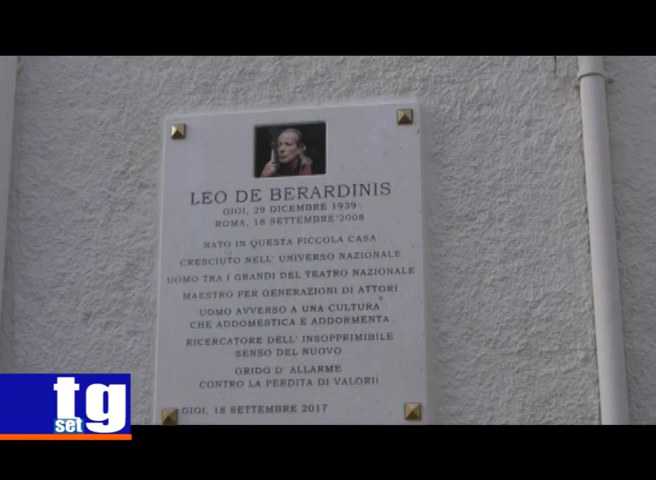 LEO DE BERARDINIS
GIOI, 29 DICEMBRE 1939
ROMA, 18 SETTEMBRE 2008
NATO IN QUESTA PICCOLA CASA
CRESCIUTO NELL' UNIVERSO NAZIONALE
UOMO TRA I GRANDI DEL TEATRO NAZIONALE
MAESTRO PER GENERAZIONI DI ATTORI
UOMO AVVERSO A UNA CULTURA
CHE ADDOMESTICA E ADDORMENTA
RICERCATORE DELL' INSOPPRIMIBILE
SENSO DEL NUOVO
GRIDO D' ALLARME
CONTRO LA PERDITA DI VALORII
GIOI, 18 SETTEMBRE 2017
tg
set